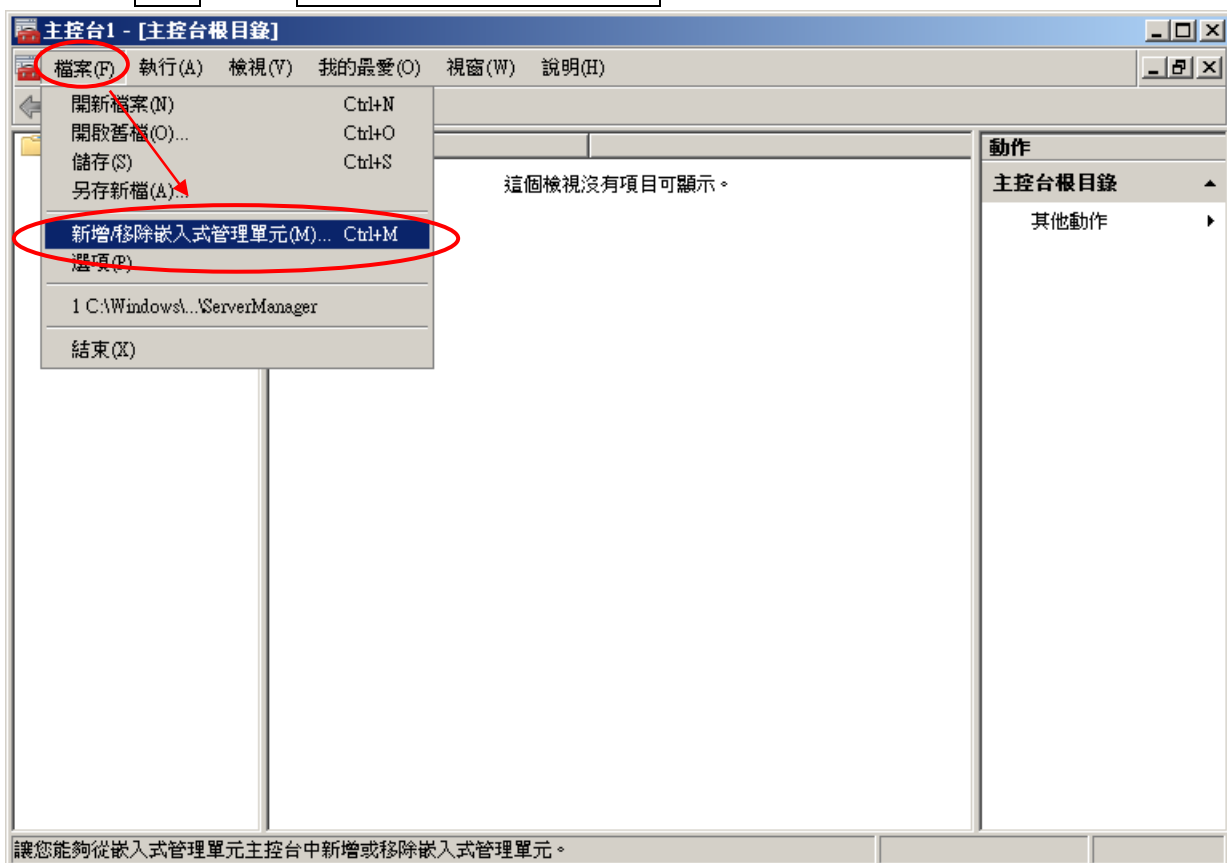 主控台1 - [主控台根目錄]
檔案(F) 執行(A) 檢視(V) 我的最愛(O) 視窗(W) 說明(H)
開新檔案(N) Ctrl+N
開啟舊檔(O)... Ctrl+O
儲存(S) Ctrl+S
另存新檔(A)...
新增/移除嵌入式管理單元(M)... Ctrl+M
選項(P)
1 C:\Windows\...\ServerManager
結束(X)
這個檢視沒有項目可顯示。
動作
主控台根目錄
其他動作
讓您能夠從嵌入式管理單元主控台中新增或移除嵌入式管理單元。